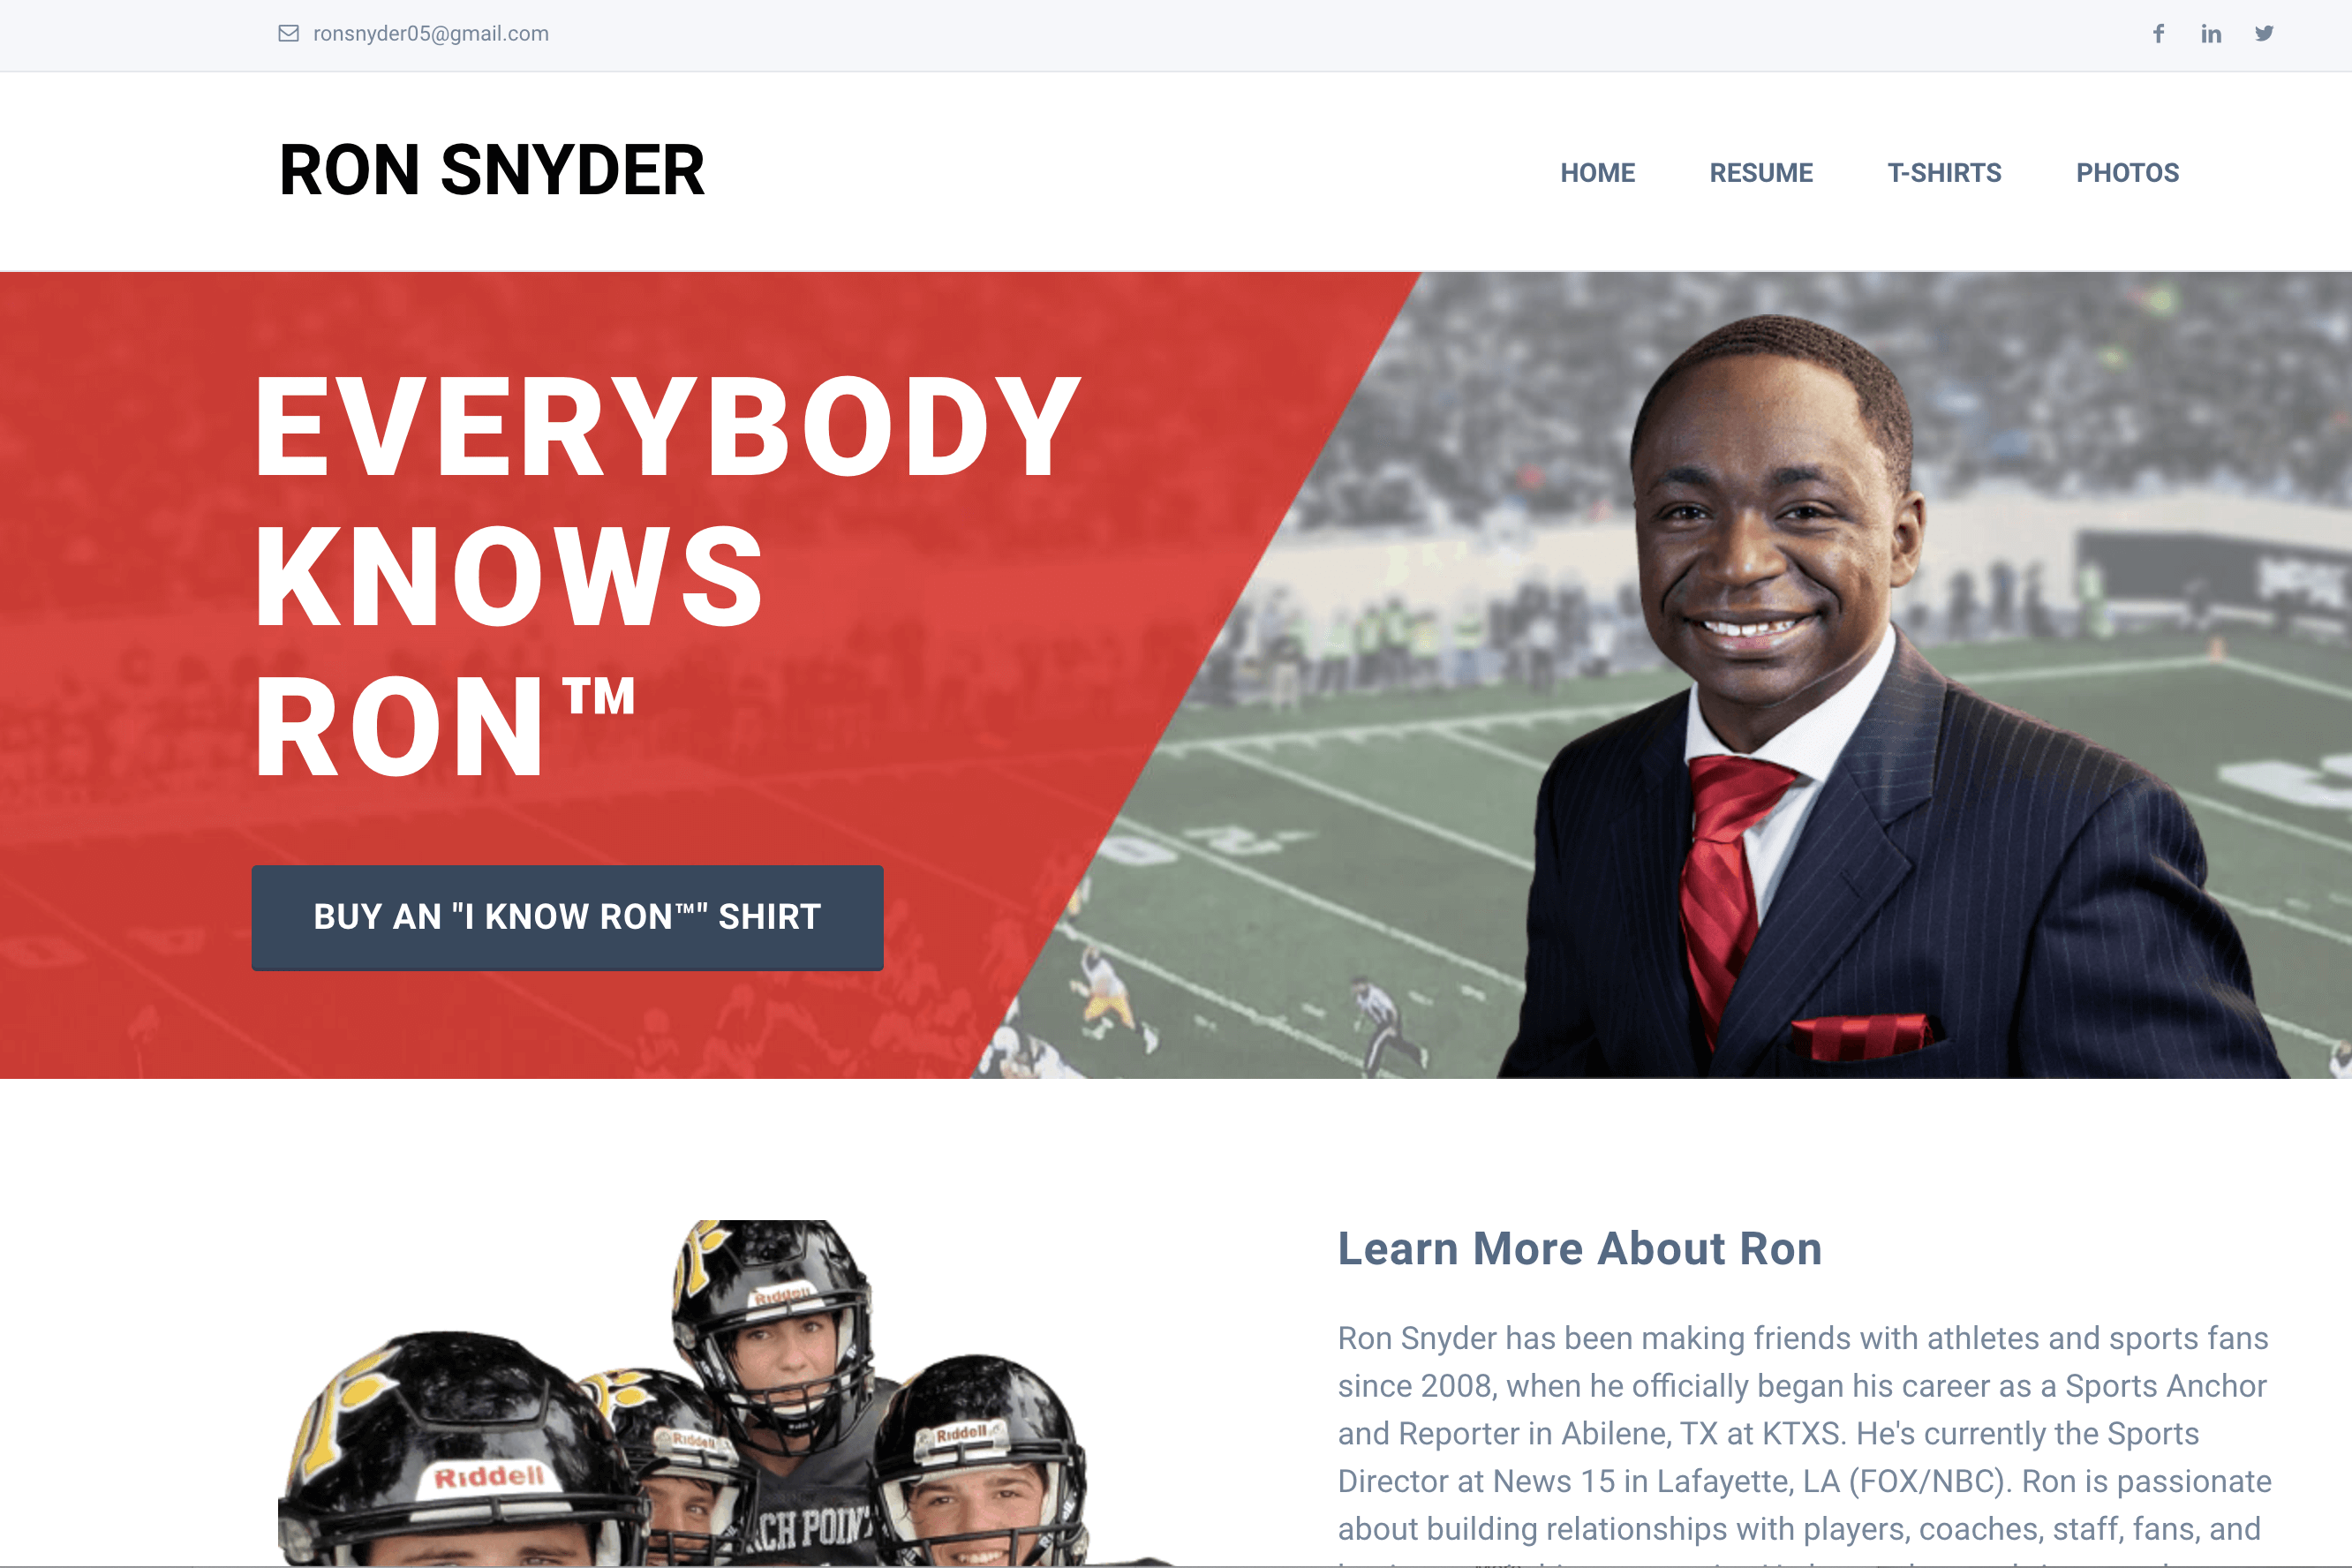 ronsnyder05@gmail.com
RON SNYDER
HOME RESUME T-SHIRTS PHOTOS
EVERYBODY
KNOWS
RON™
BUY AN "I KNOW RON™" SHIRT
Learn More About Ron
Ron Snyder has been making friends with athletes and sports fans
since 2008, when he officially began his career as a Sports Anchor
and Reporter in Abilene, TX at KTXS. He's currently the Sports
Director at News 15 in Lafayette, LA (FOX/NBC). Ron is passionate
about building relationships with players, coaches, staff, fans, and
Riddell
Riddell
Riddell
Riddell
POINT